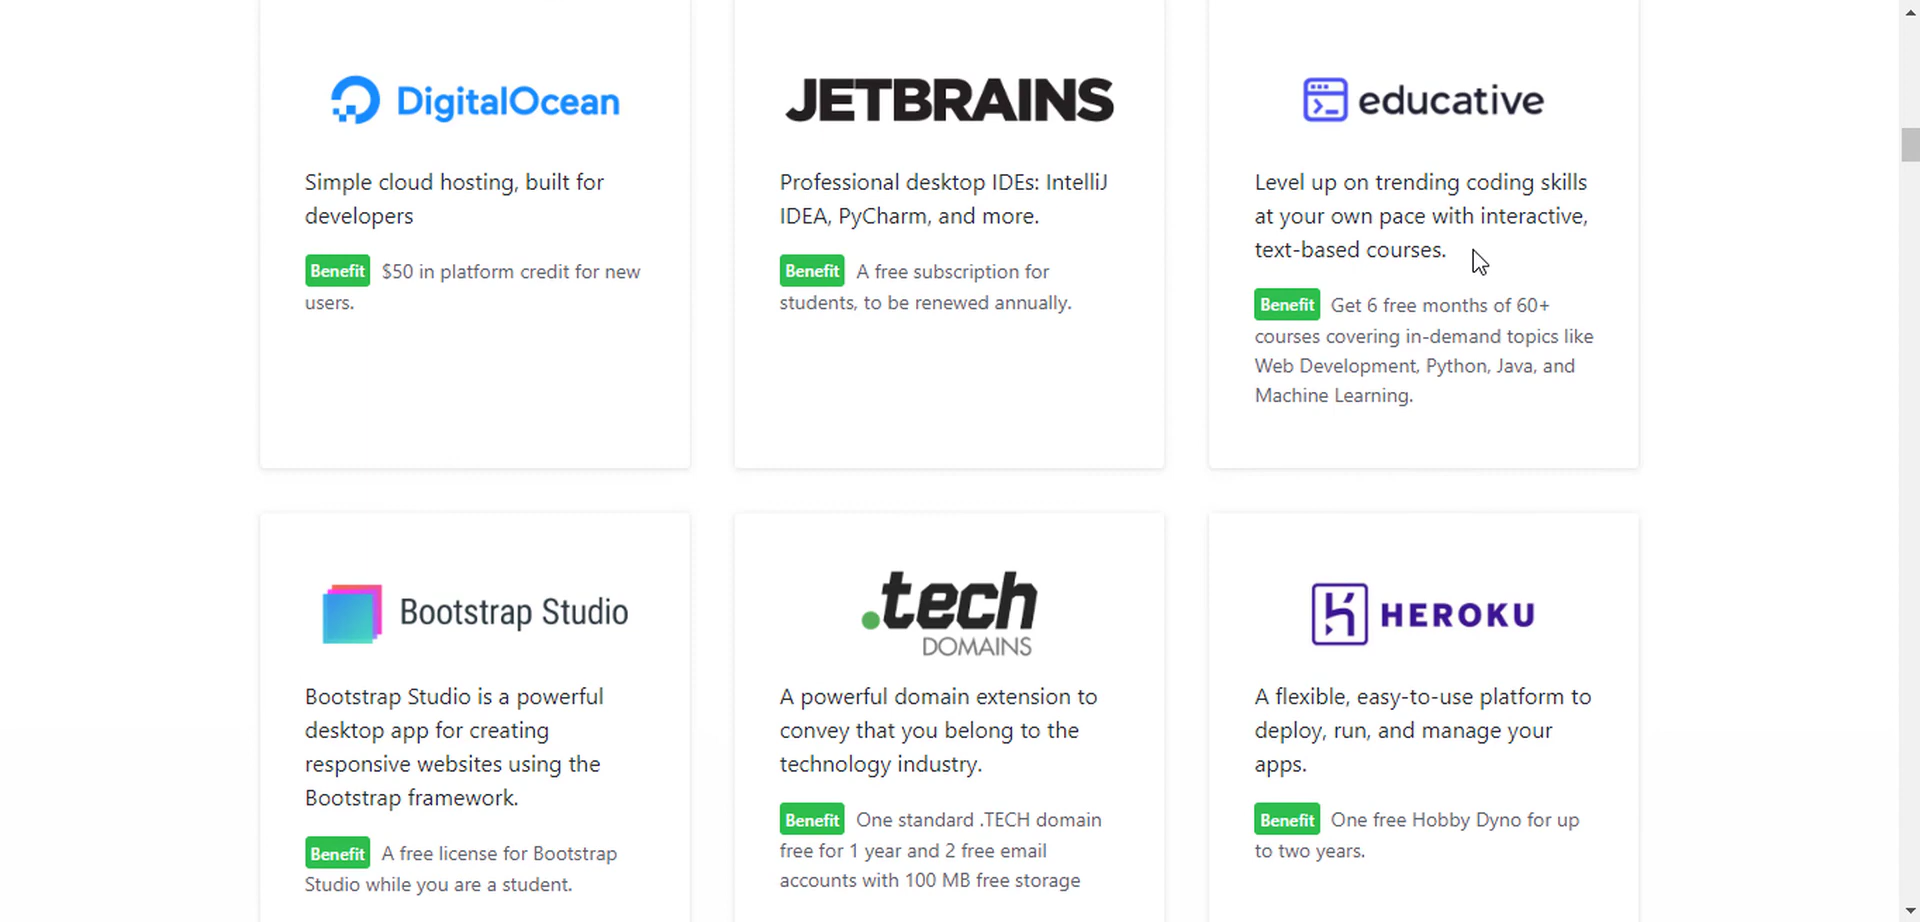 DigitalOcean
Simple cloud hosting, built for
developers
Benefit $50 in platform credit for new
users.
JETBRAINS
Professional desktop IDEs: IntelliJ
IDEA, PyCharm, and more.
Benefit A free subscription for
students, to be renewed annually.
educative
Level up on trending coding skills
at your own pace with interactive,
text-based courses.
Benefit Get 6 free months of 60+
courses covering in-demand topics like
Web Development, Python, Java, and
Machine Learning.
Bootstrap Studio
Bootstrap Studio is a powerful
desktop app for creating
responsive websites using the
Bootstrap framework.
Benefit A free license for Bootstrap
Studio while you are a student.
.tech
DOMAINS
A powerful domain extension to
convey that you belong to the
technology industry.
Benefit One standard .TECH domain
free for 1 year and 2 free email
accounts with 100 MB free storage
HEROKU
A flexible, easy-to-use platform to
deploy, run, and manage your
apps.
Benefit One free Hobby Dyno for up
to two years.